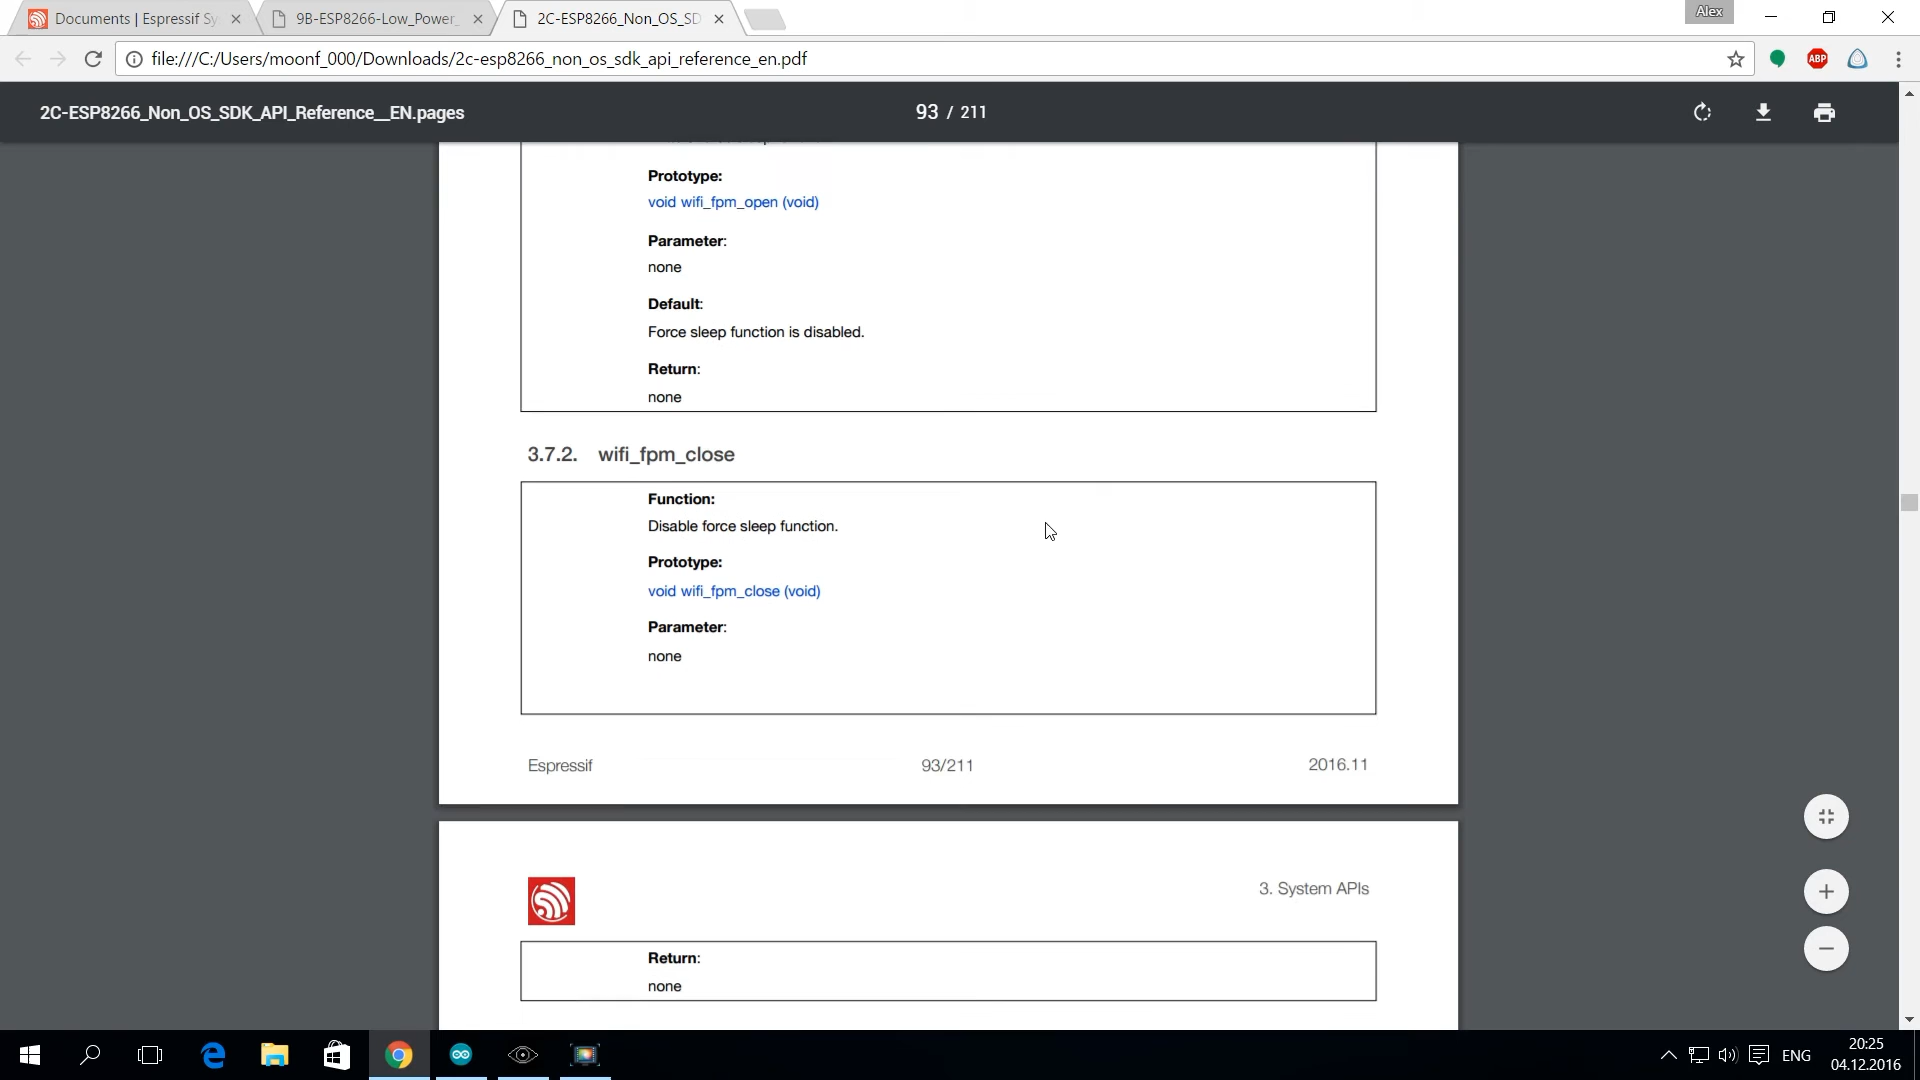 Documents | Espressif Sy
9B-ESP8266-Low_Power_
2C-ESP8266_Non_OS_SD
Alex
file:///C:/Users/moonf_000/Downloads/2c-esp8266_non_os_sdk_api_reference_en.pdf
ABP
2C-ESP8266_Non_OS_SDK_API_Reference__EN.pages
93 / 211
Prototype:
void wifi_fpm_open (void)
Parameter:
none
Default:
Force sleep function is disabled.
Return:
none
3.7.2. wifi_fpm_close
Function:
Disable force sleep function.
Prototype:
void wifi_fpm_close (void)
Parameter:
none
Espressif
93/211
2016.11
3. System APIs
Return:
none
ENG
20:25
04.12.2016